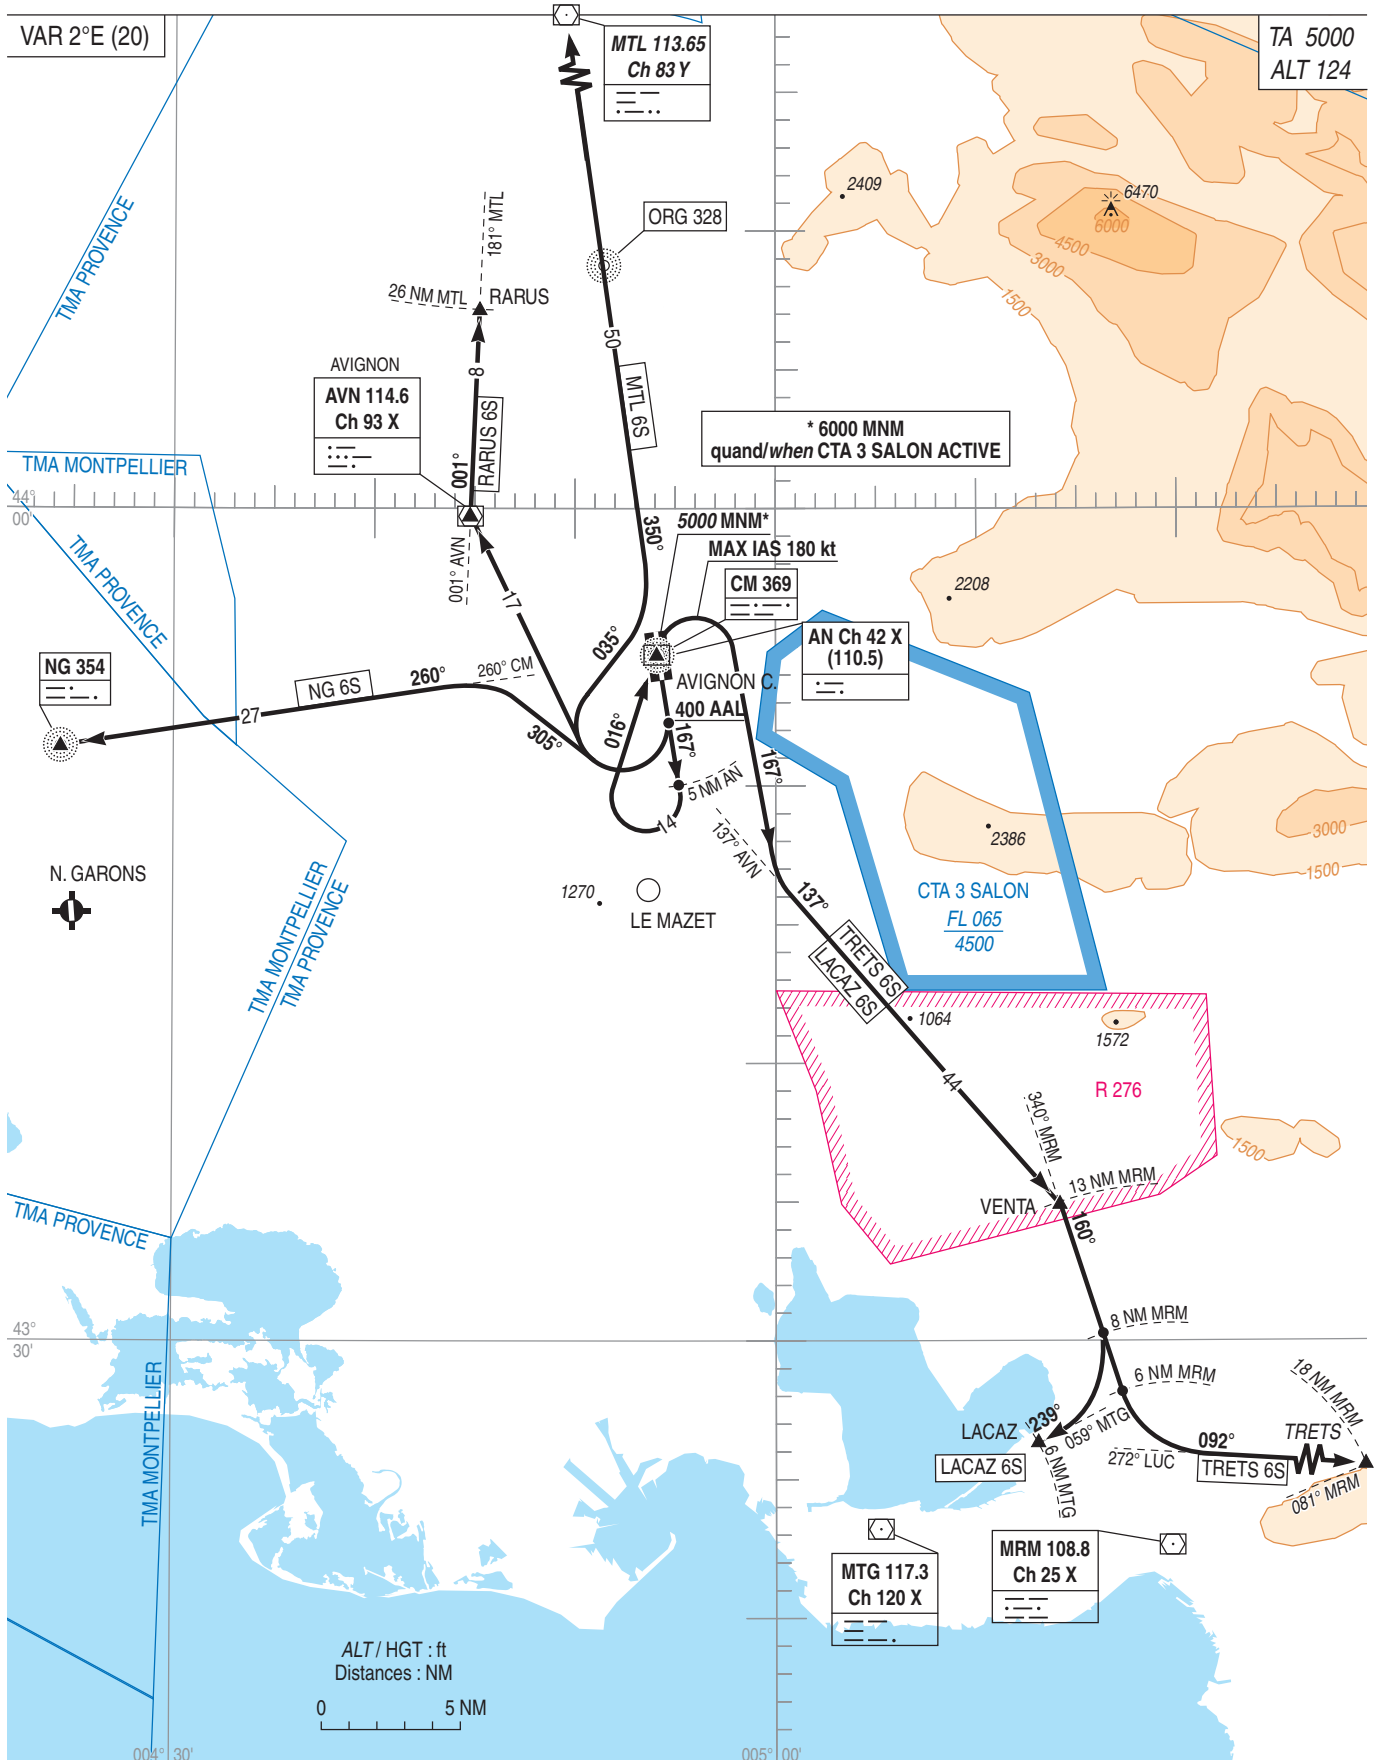 VAR 2°E (20)
MTL 113.65
Ch 83 Y
TA 5000
ALT 124
TMA PROVENCE
181° MTL
ORG 328
2409
6470
6000
4500
3000
1500
26 NM MTL
RARUS
50
8
MTL 6S
AVIGNON
AVN 114.6
Ch 93 X
RARUS 6S
001°
* 6000 MNM
quand/when CTA 3 SALON ACTIVE
TMA MONTPELLIER
44°
00'
350°
5000 MNM*
MAX IAS 180 kt
CM 369
001° AVN
17
TMA PROVENCE
2208
AN Ch 42 X
(110.5)
035°
NG 354
NG 6S
260°
260° CM
AVIGNON C.
400 AAL
27
305°
016°
167°
167°
5 NM AN
14
137° AVN
2386
3000
1500
N. GARONS
1270
LE MAZET
137°
CTA 3 SALON
FL 065
4500
TMA MONTPELLIER
TMA PROVENCE
TRETS 6S
LACAZ 6S
1064
1572
44
R 276
340° MRM
1500
13 NM MRM
VENTA
160°
TMA PROVENCE
43°
30'
8 NM MRM
6 NM MRM
18 NM MRM
TMA MONTPELLIER
LACAZ
239°
059° MTG
092°
TRETS
LACAZ 6S
6 NM MTG
272° LUC
TRETS 6S
081° MRM
MTG 117.3
Ch 120 X
MRM 108.8
Ch 25 X
ALT / HGT : ft
Distances : NM
0 5 NM
004° 30'
005° 00'